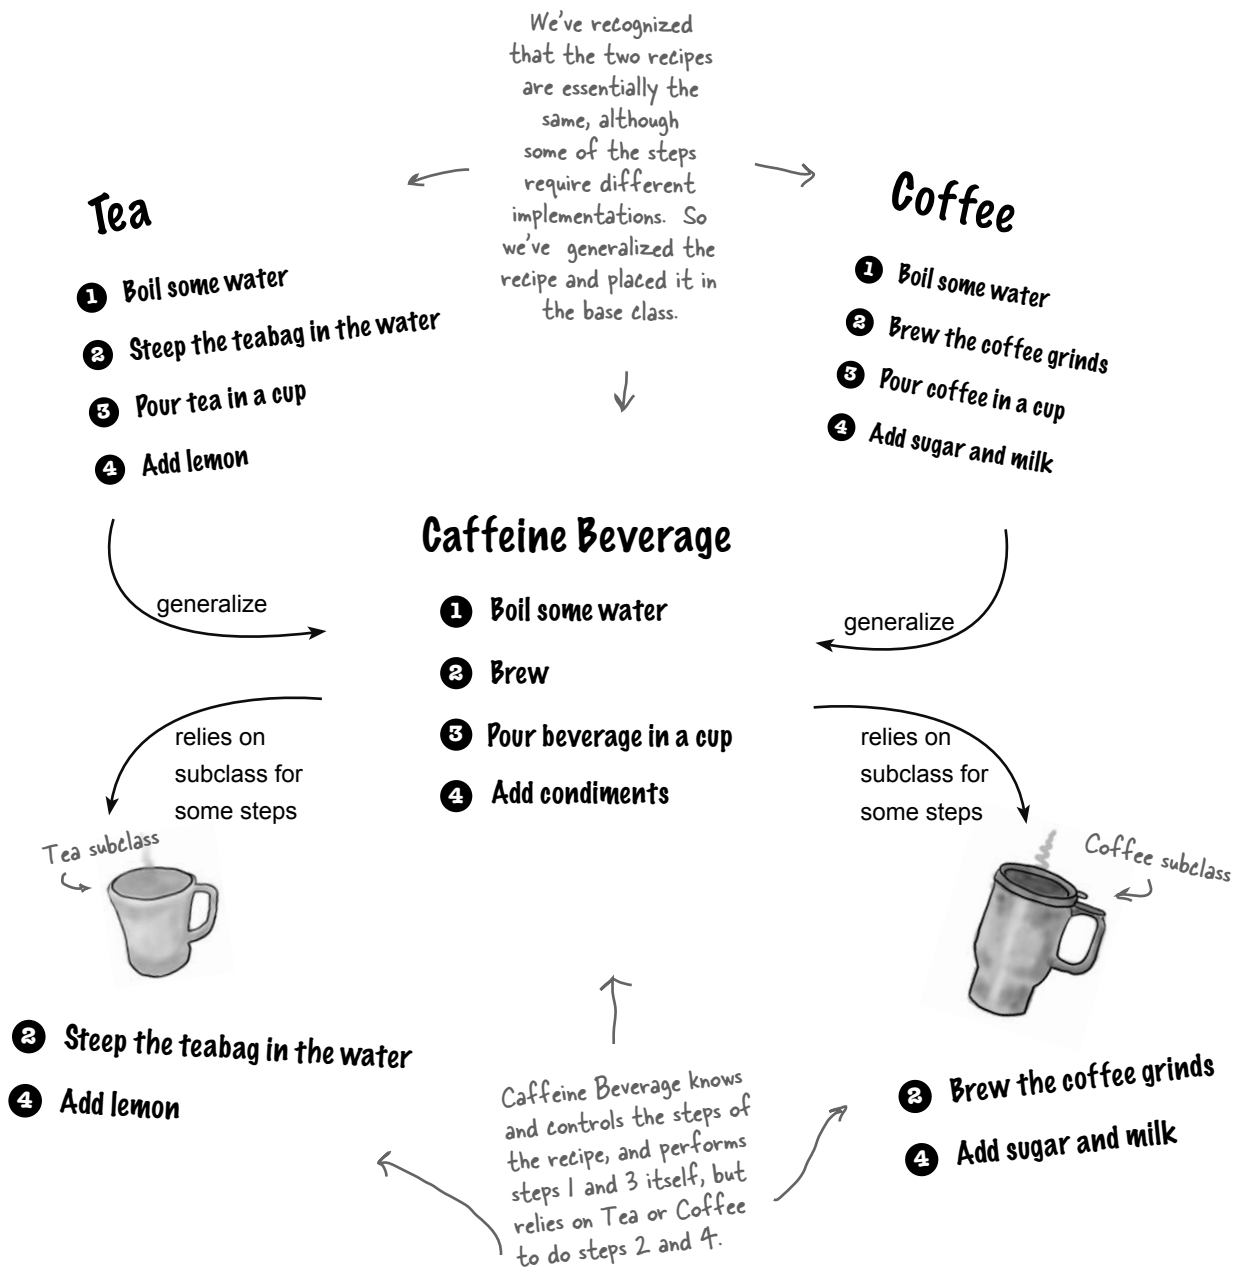 We've recognized
that the two recipes
are essentially the
same, although
some of the steps
require different
implementations. So
we've generalized the
recipe and placed it in
the base class.
Tea
1 Boil some water
2 Steep the teabag in the water
3 Pour tea in a cup
4 Add lemon
Coffee
1 Boil some water
2 Brew the coffee grinds
3 Pour coffee in a cup
4 Add sugar and milk
Caffeine Beverage
1 Boil some water
2 Brew
3 Pour beverage in a cup
4 Add condiments
generalize
generalize
relies on
subclass for
some steps
relies on
subclass for
some steps
Tea subclass
Coffee subclass
2 Steep the teabag in the water
4 Add lemon
2 Brew the coffee grinds
4 Add sugar and milk
Caffeine Beverage knows
and controls the steps of
the recipe, and performs
steps 1 and 3 itself, but
relies on Tea or Coffee
to do steps 2 and 4.